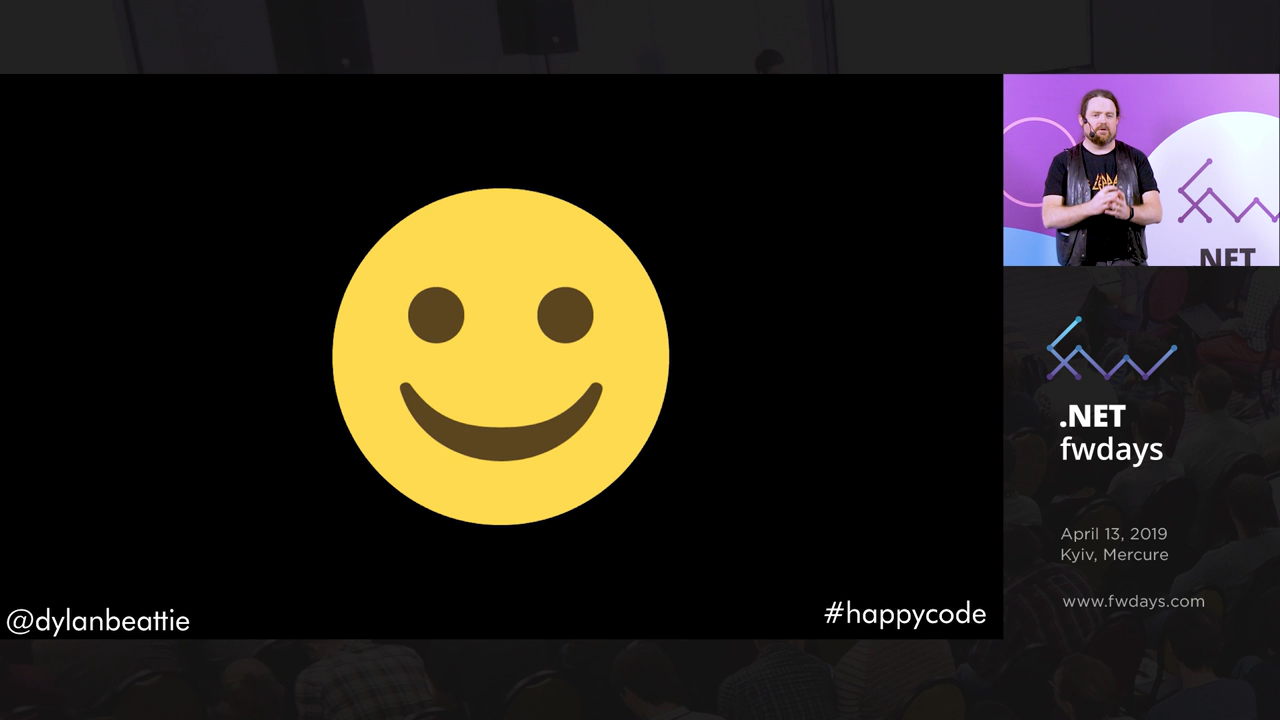 @dylanbeattie
#happycode
.NET
.NET
fwdays
April 13, 2019
Kyiv, Mercure
www.fwdays.com